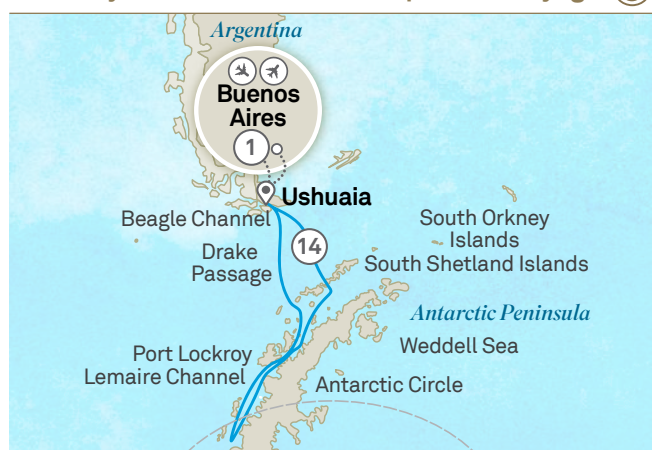 Argentina
Buenos
Aires
1
Ushuaia
Beagle Channel
14
South Orkney
Islands
Drake
Passage
South Shetland Islands
Antarctic Peninsula
Weddell Sea
Port Lockroy
Lemaire Channel
Antarctic Circle